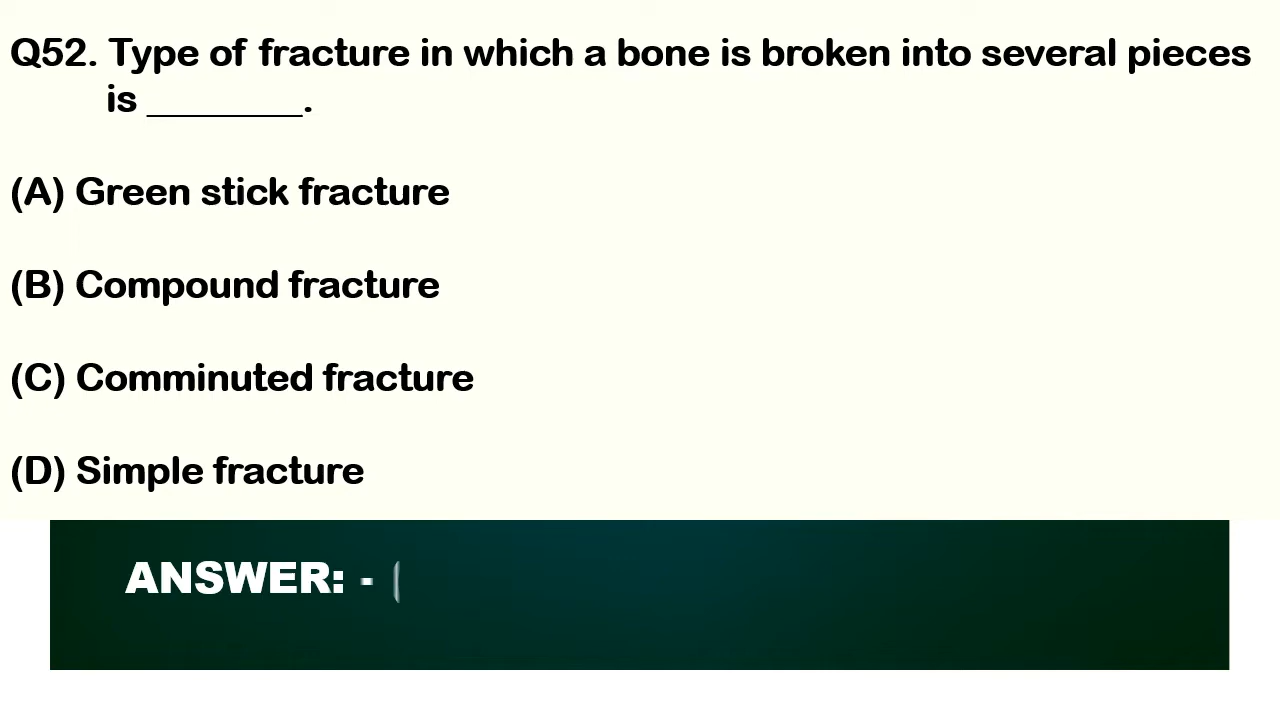 Q52. Type of fracture in which a bone is broken into several pieces
is ________.
(A) Green stick fracture
(B) Compound fracture
(C) Comminuted fracture
(D) Simple fracture
ANSWER: - (